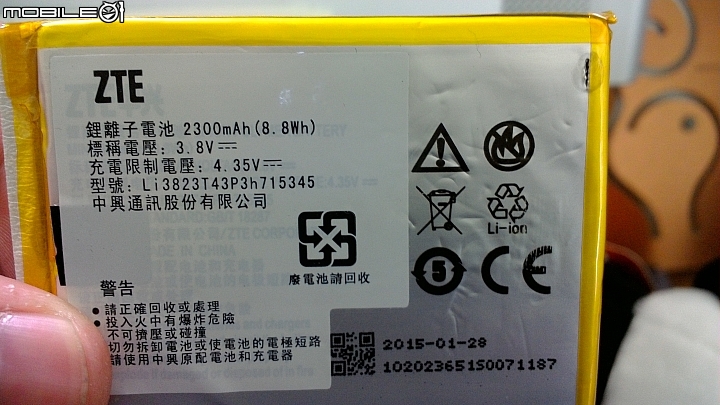 MOBILE01
ZTE
鋰離子電池 2300mAh(8.8Wh)
標稱電壓: 3.8V
充電限制電壓: 4.35V
型號: Li3823T43P3h715345
中興通訊股份有限公司
廢電池請回收
Li-ion
5
CE
警告
請正確回收或處理
投入火中有爆炸危險
不可擠壓或碰撞
切勿拆卸電池或使電池的電極短路
請使用中興原配電池和充電器
2015-01-28
10202365150071187